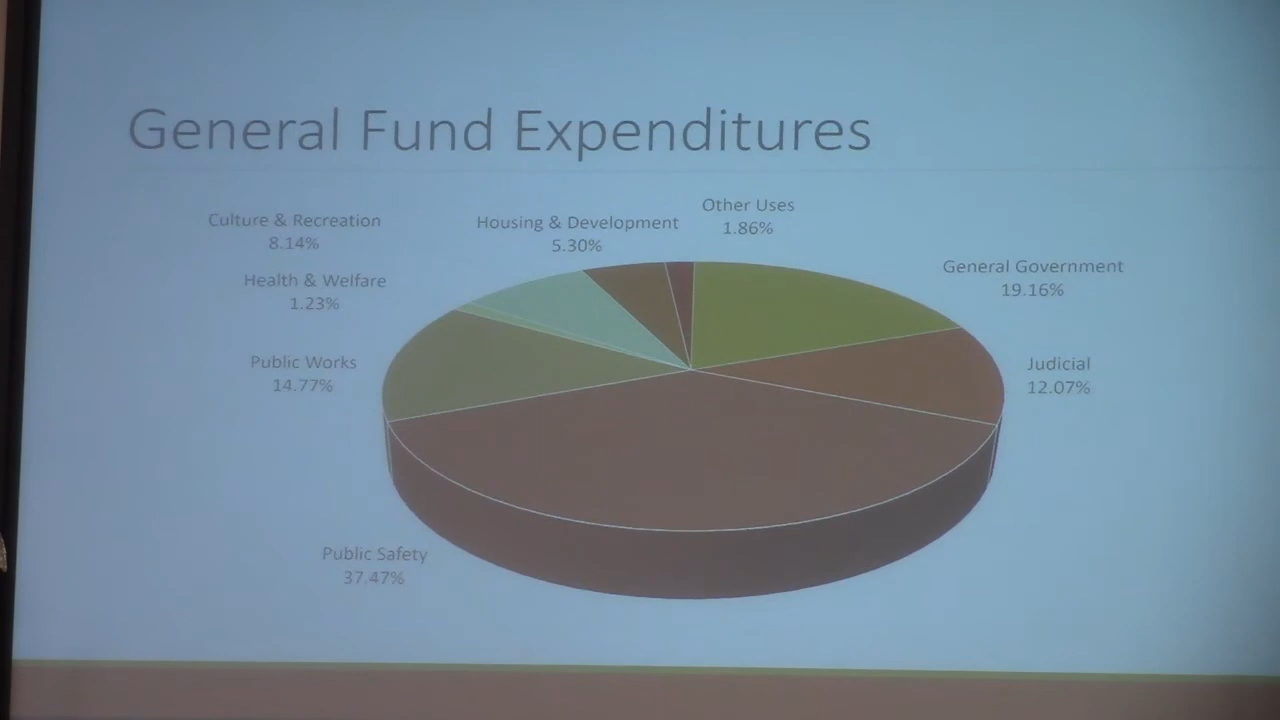 General Fund Expenditures
Other Uses
1.86%
Culture & Recreation
8.14%
Housing & Development
5.30%
General Government
19.16%
Health & Welfare
1.23%
Public Works
14.77%
Judicial
12.07%
Public Safety
37.47%